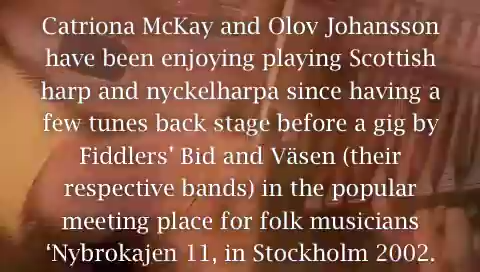 Catriona McKay and Olov Johansson
have been enjoying playing Scottish
harp and nyckelharpa since having a
few tunes back stage before a gig by
Fiddlers' Bid and Väsen (their
respective bands) in the popular
meeting place for folk musicians
‘Nybrokajen 11, in Stockholm 2002.